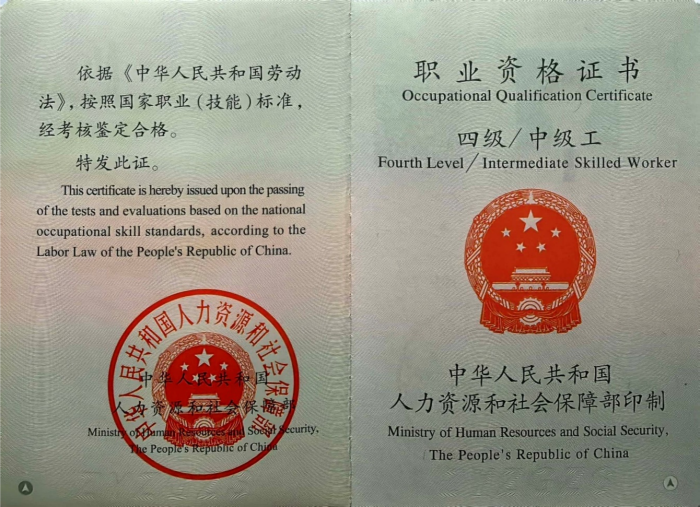 依据《中华人民共和国劳动
法》，按照国家职业（技能）标准，
经考核鉴定合格。
特发此证。
This certificate is hereby issued upon the passing
of the tests and evaluations based on the national
occupational skill standards, according to the
Labor Law of the People's Republic of China.
中华人民共和国人力资源和社会保障部
中华人民共和国
人力资源和社会保障部
Ministry of Human Resources and Social Security,
The People's Republic of China
职业资格证书
Occupational Qualification Certificate
四级/中级工
Fourth Level/Intermediate Skilled Worker
中华人民共和国
人力资源和社会保障部印制
Ministry of Human Resources and Social Security,
The People's Republic of China